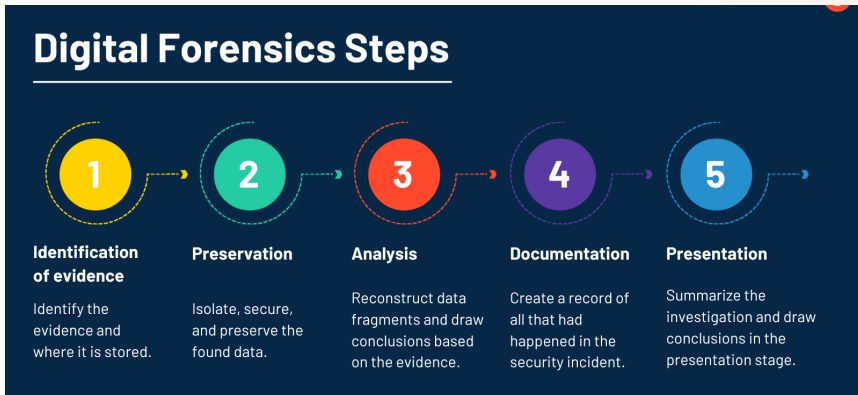 Digital Forensics Steps
1
2
3
4
5
Identification
of evidence
Identify the
evidence and
where it is stored.
Preservation
Isolate, secure,
and preserve the
found data.
Analysis
Reconstruct data
fragments and draw
conclusions based
on the evidence.
Documentation
Create a record of
all that had
happened in the
security incident.
Presentation
Summarize the
investigation and draw
conclusions in the
presentation stage.